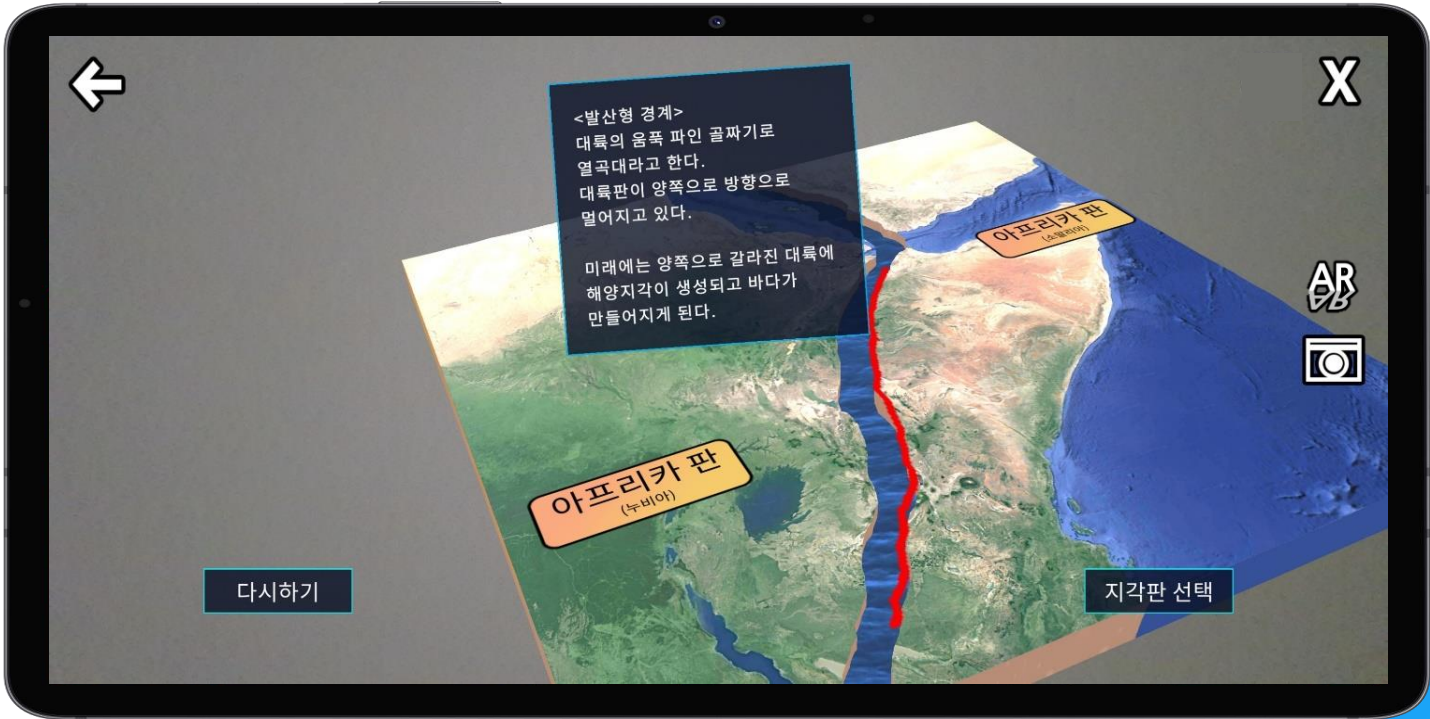 X
<발산형 경계>
대륙의 움푹 파인 골짜기로
열곡대라고 한다.
대륙판이 양쪽으로 방향으로
멀어지고 있다.
미래에는 양쪽으로 갈라진 대륙에
해양지각이 생성되고 바다가
만들어지게 된다.
아프리카 판
(소말리아)
AR
아프리카 판
(누비아)
다시하기
지각판 선택